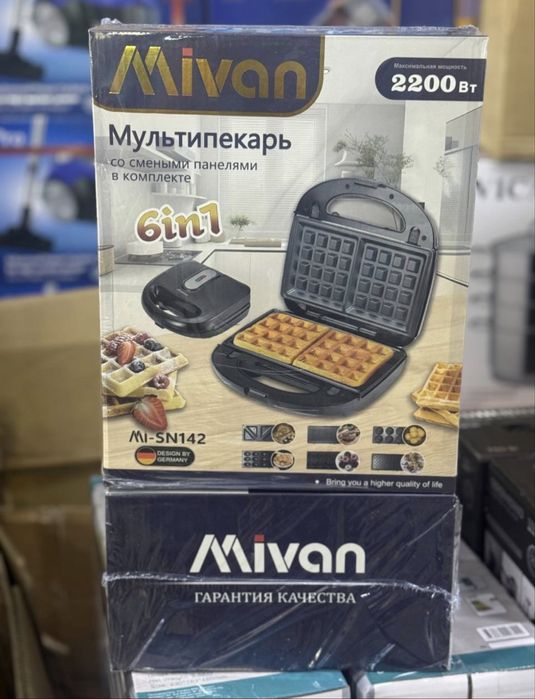 Mivan
Максимальная мощность
2200 Вт
Мультипекарь
со смеными панелями
в комплекте
6in1
MI-SN142
DESIGN BY
GERMANY
• Bring you a higher quality of life
Mivan
ГАРАНТИЯ КАЧЕСТВА